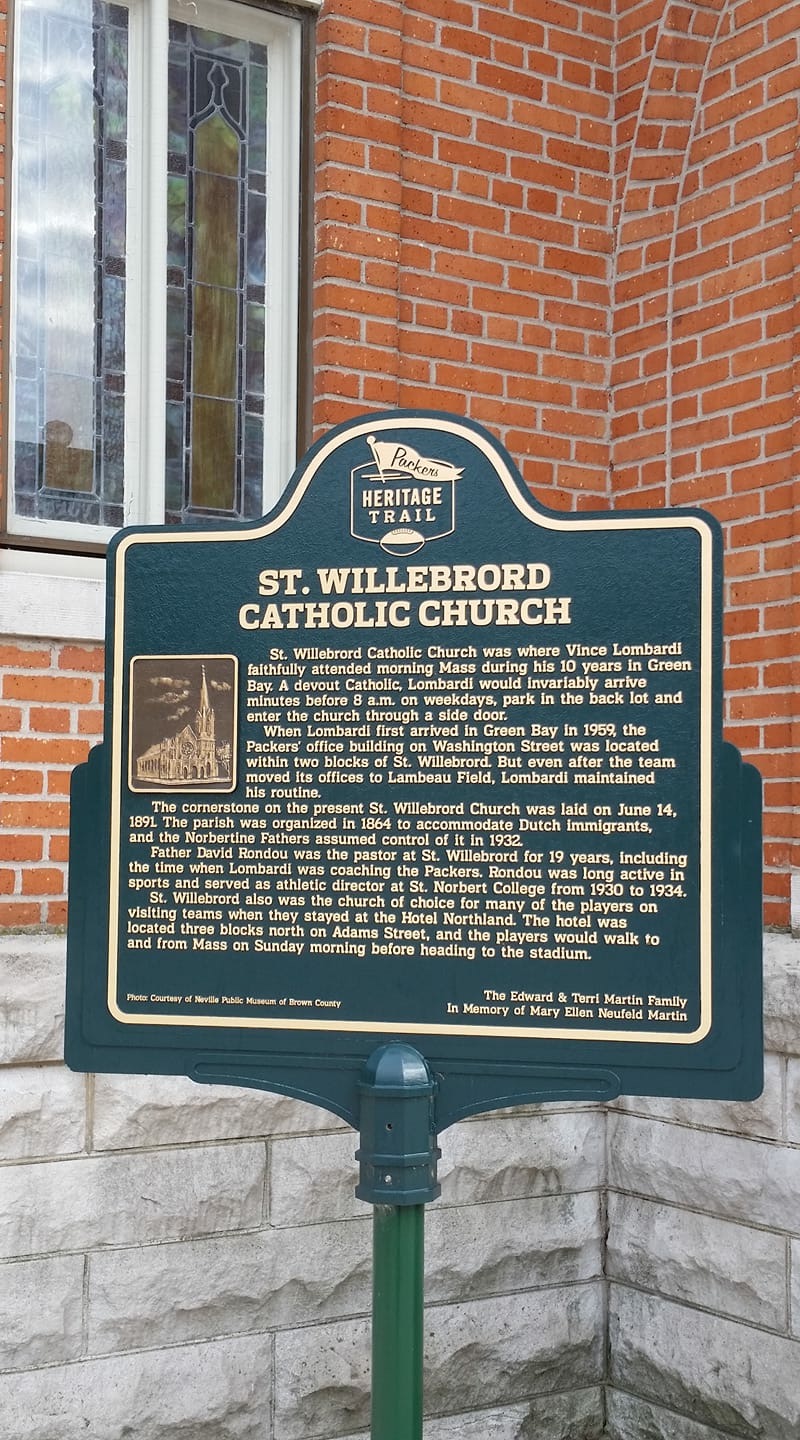 Packers
HERITAGE
TRAIL
ST. WILLEBRORD
CATHOLIC CHURCH
St. Willebrord Catholic Church was where Vince Lombardi
faithfully attended morning Mass during his 10 years in Green
Bay. A devout Catholic, Lombardi would invariably arrive
minutes before 8 a.m. on weekdays, park in the back lot and
enter the church through a side door.
When Lombardi first arrived in Green Bay in 1959, the
Packers' office building on Washington Street was located
within two blocks of St. Willebrord. But even after the team
moved its offices to Lambeau Field, Lombardi maintained
his routine.
The cornerstone on the present St. Willebrord Church was laid on June 14,
1891. The parish was organized in 1864 to accommodate Dutch immigrants,
and the Norbertine Fathers assumed control of it in 1932.
Father David Rondou was the pastor at St. Willebrord for 19 years, including
the time when Lombardi was coaching the Packers. Rondou was long active in
sports and served as athletic director at St. Norbert College from 1930 to 1934.
St. Willebrord also was the church of choice for many of the players on
visiting teams when they stayed at the Hotel Northland. The hotel was
located three blocks north on Adams Street, and the players would walk to
and from Mass on Sunday morning before heading to the stadium.
Photo: Courtesy of Neville Public Museum of Brown County
The Edward & Terri Martin Family
In Memory of Mary Ellen Neufeld Martin